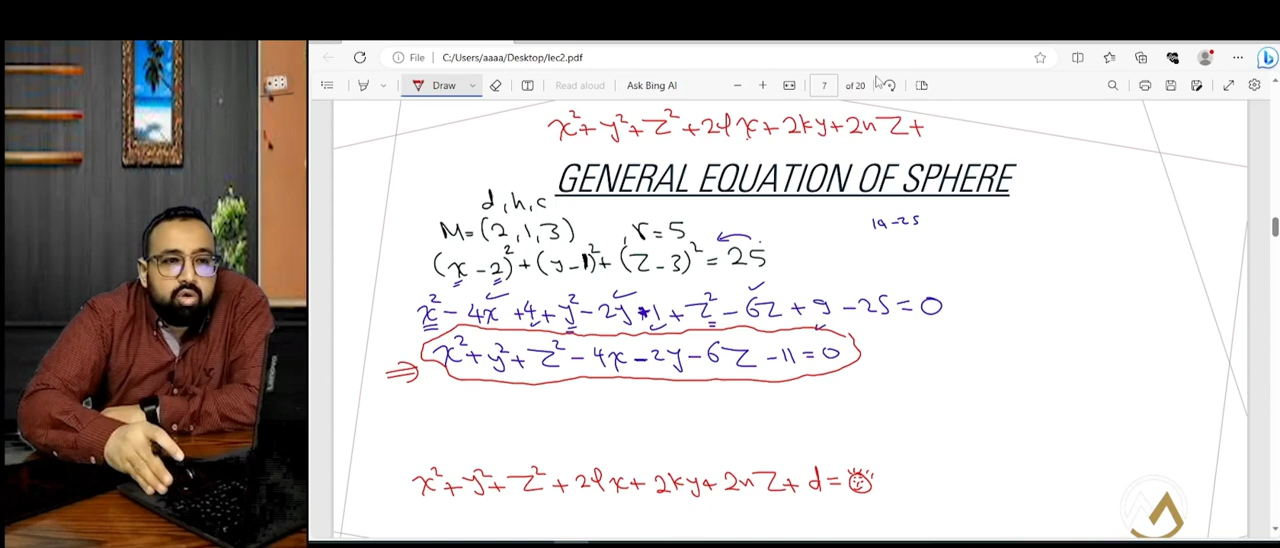 File C:/Users/aaaa/Desktop/lec2.pdf
Draw Read aloud Ask Bing AI 7 of 20
x² + y² + z² + 2lx + 2ky + 2nz +
GENERAL EQUATION OF SPHERE
d, h, c
M = (2, 1, 3) , r = 5
14 - 25
(x - 2)² + (y - 1)² + (z - 3)² = 25
x² - 4x + 4 + y² - 2y + 1 + z² - 6z + 9 - 25 = 0
⇒ x² + y² + z² - 4x - 2y - 6z - 11 = 0
x² + y² + z² + 2lx + 2ky + 2nz + d = 0